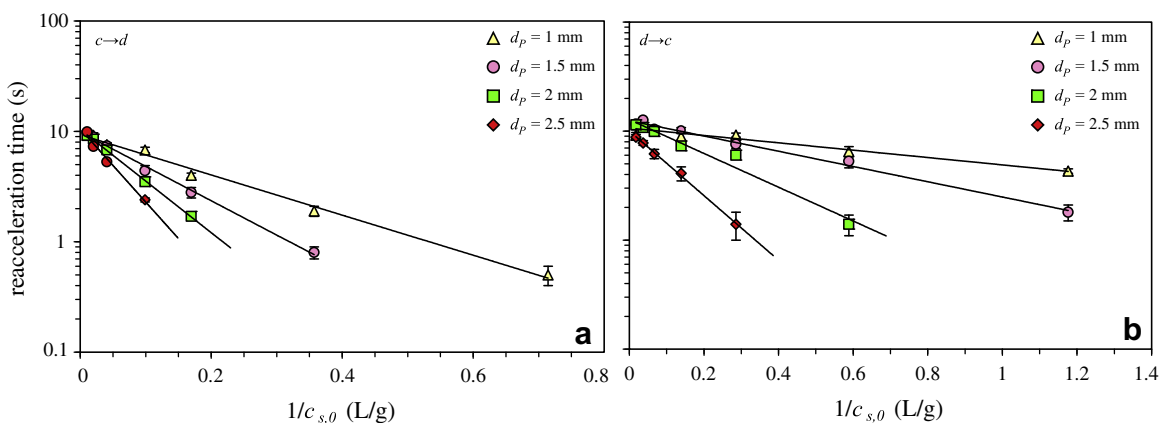 100
10
1
0.1
reacceleration time (s)
c→d
d_P = 1 mm
d_P = 1.5 mm
d_P = 2 mm
d_P = 2.5 mm
a
0 0.2 0.4 0.6 0.8
1/c_{s,0} (L/g)
d→c
d_P = 1 mm
d_P = 1.5 mm
d_P = 2 mm
d_P = 2.5 mm
b
0 0.2 0.4 0.6 0.8 1 1.2 1.4
1/c_{s,0} (L/g)